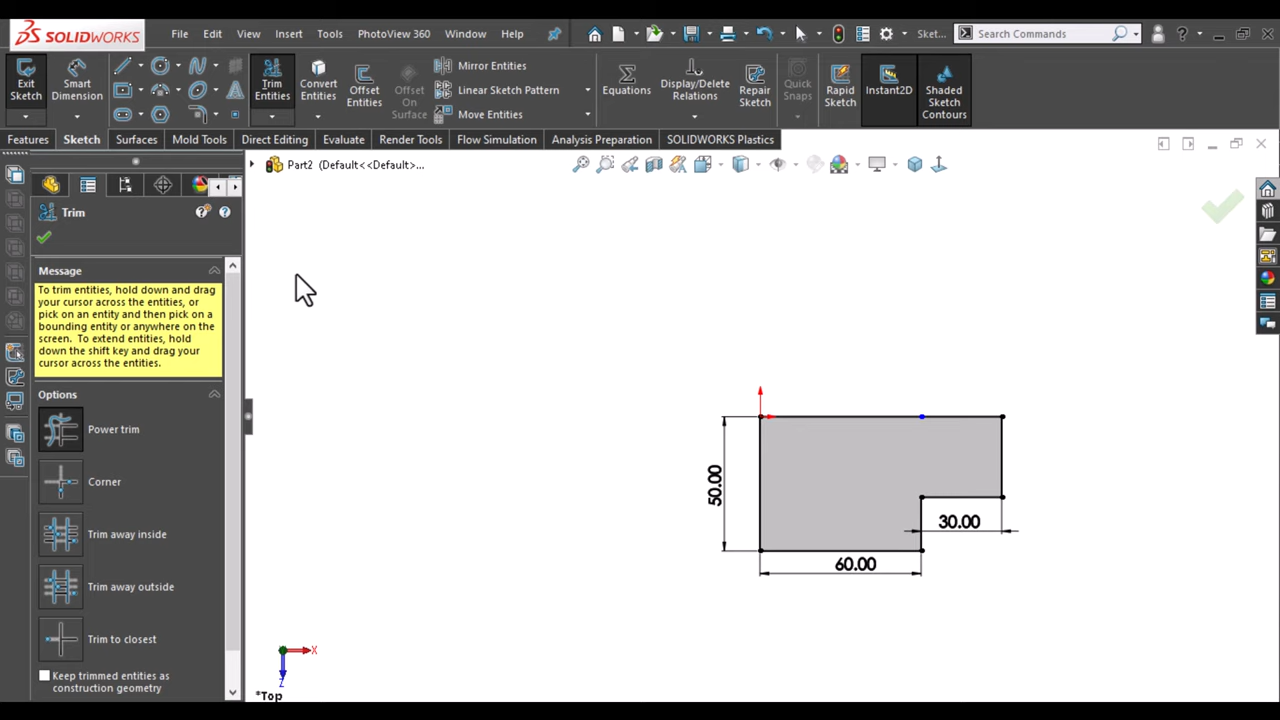 SOLIDWORKS File Edit View Insert Tools PhotoView 360 Window Help Sket... Search Commands ?
Exit Sketch Smart Dimension Trim Entities Convert Entities Offset Entities Offset On Surface Mirror Entities Linear Sketch Pattern Move Entities Equations Display/Delete Relations Repair Sketch Quick Snaps Rapid Sketch Instant2D Shaded Sketch Contours
Features Sketch Surfaces Mold Tools Direct Editing Evaluate Render Tools Flow Simulation Analysis Preparation SOLIDWORKS Plastics
Part2 (Default<<Default>...
Trim
Message
To trim entities, hold down and drag
your cursor across the entities, or
pick on an entity and then pick on a
bounding entity or anywhere on the
screen. To extend entities, hold
down the shift key and drag your
cursor across the entities.
Options
Power trim
Corner
Trim away inside
Trim away outside
Trim to closest
Keep trimmed entities as
construction geometry
50.00
30.00
60.00
X
Z
*Top